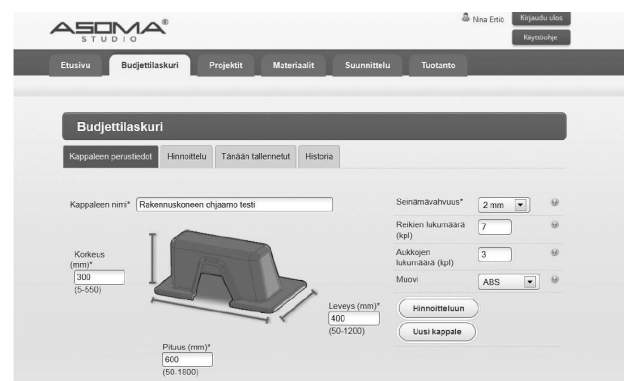 ASOMA®
STUDIO
Nina Ertiö
Kirjaudu ulos
Käyttöohje
Etusivu Budjettilaskuri Projektit Materiaalit Suunnittelu Tuotanto
Budjettilaskuri
Kappaleen perustiedot Hinnoittelu Tänään tallennetut Historia
Kappaleen nimi* Rakennuskoneen ohjaamo testi
Korkeus
(mm)*
300
(5-550)
Leveys (mm)*
400
(50-1200)
Pituus (mm)*
600
(50-1800)
Seinämävahvuus* 2 mm
Reikien lukumäärä
(kpl)
7
Aukkojen
lukumäärä (kpl)
3
Muovi ABS
Hinnoitteluun
Uusi kappale